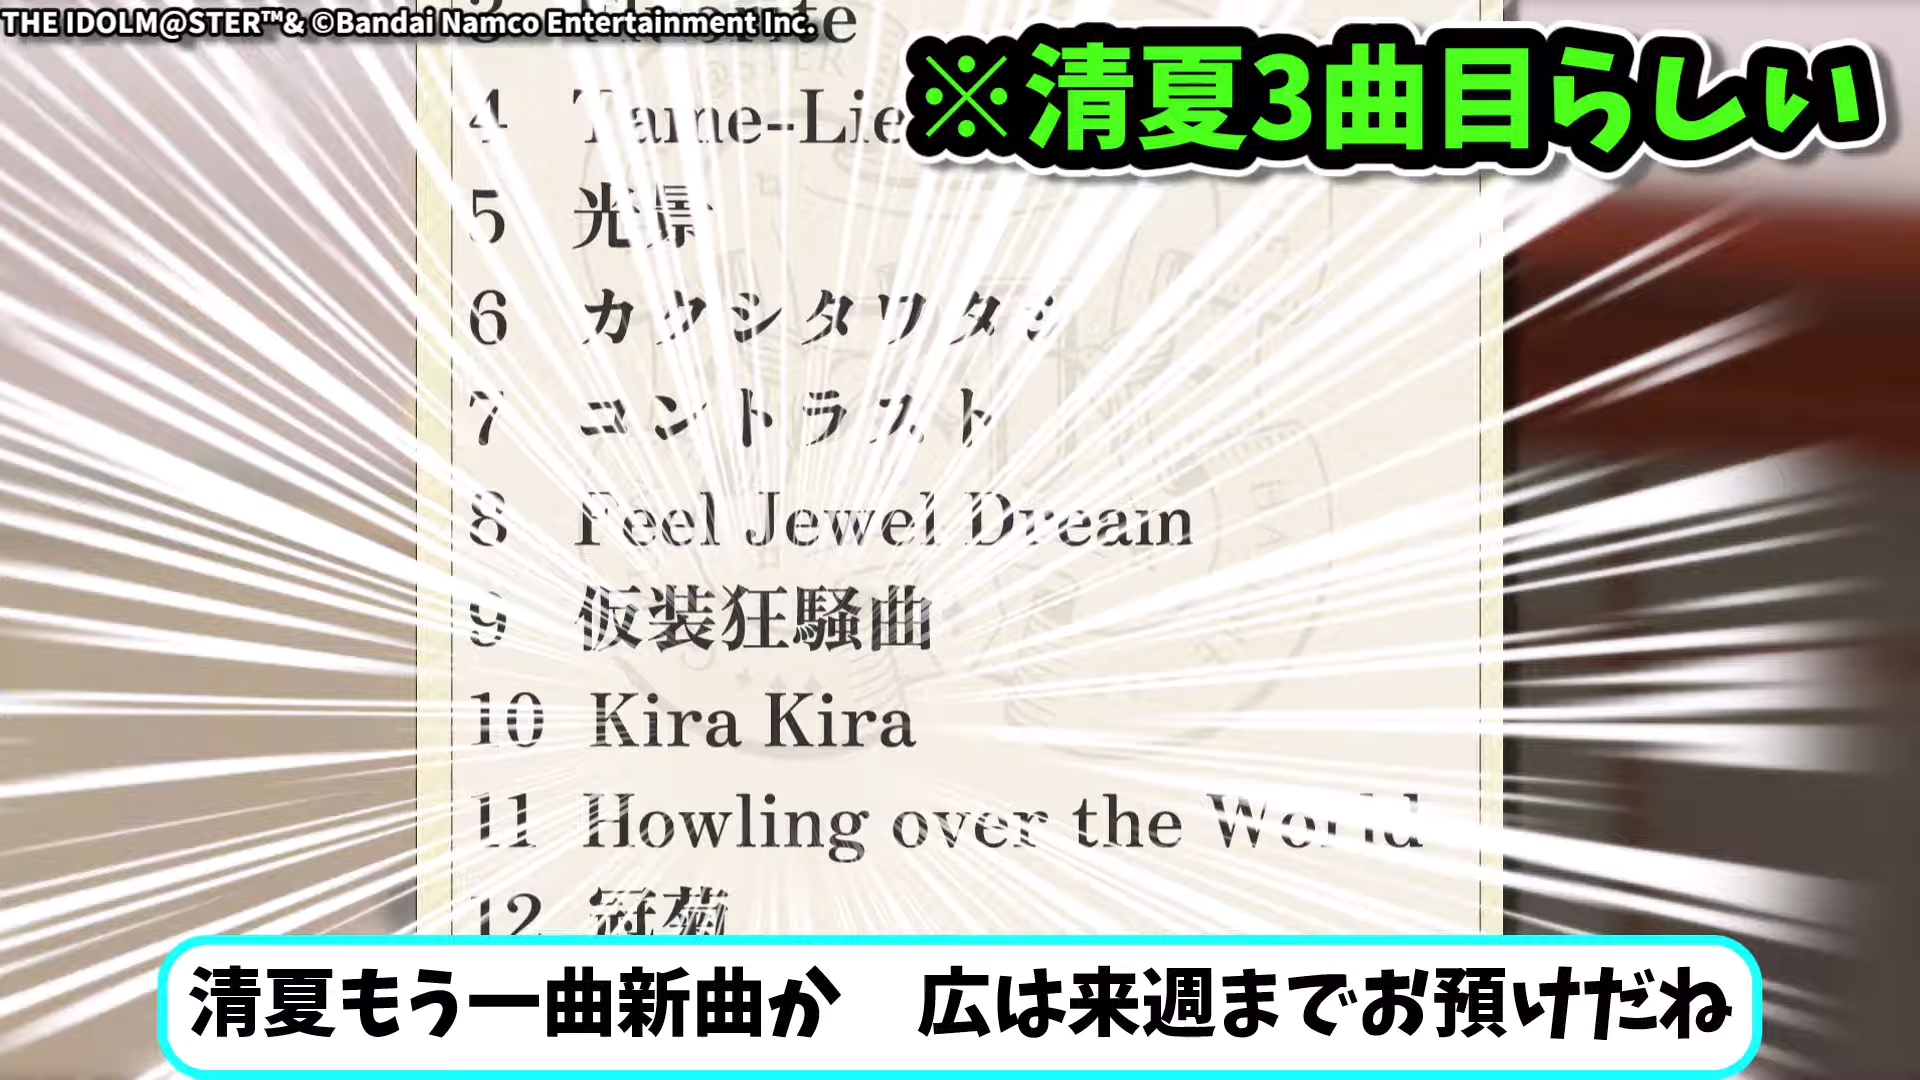 THE IDOLM@STER™& ©Bandai Namco Entertainment Inc.
※清夏3曲目らしい
4 Tame-Lie
5 光景
6 カクシタワタシ
7 コントラスト
8 Feel Jewel Dream
9 仮装狂騒曲
10 Kira Kira
11 Howling over the World
12 冠菊
清夏もう一曲新曲か 広は来週までお預けだね